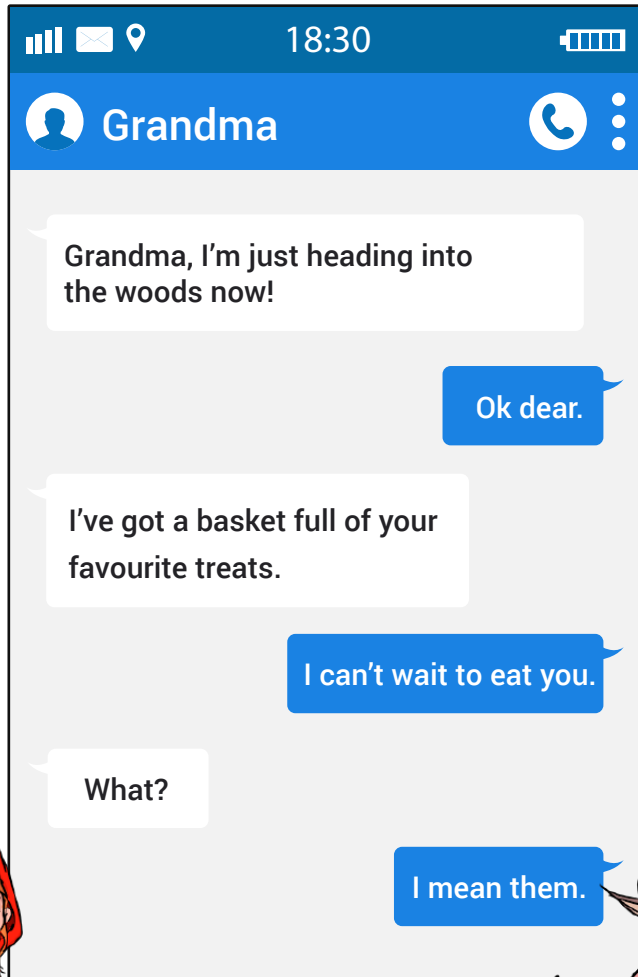 18:30
Grandma
Grandma, I’m just heading into
the woods now!
Ok dear.
I’ve got a basket full of your
favourite treats.
I can’t wait to eat you.
What?
I mean them.